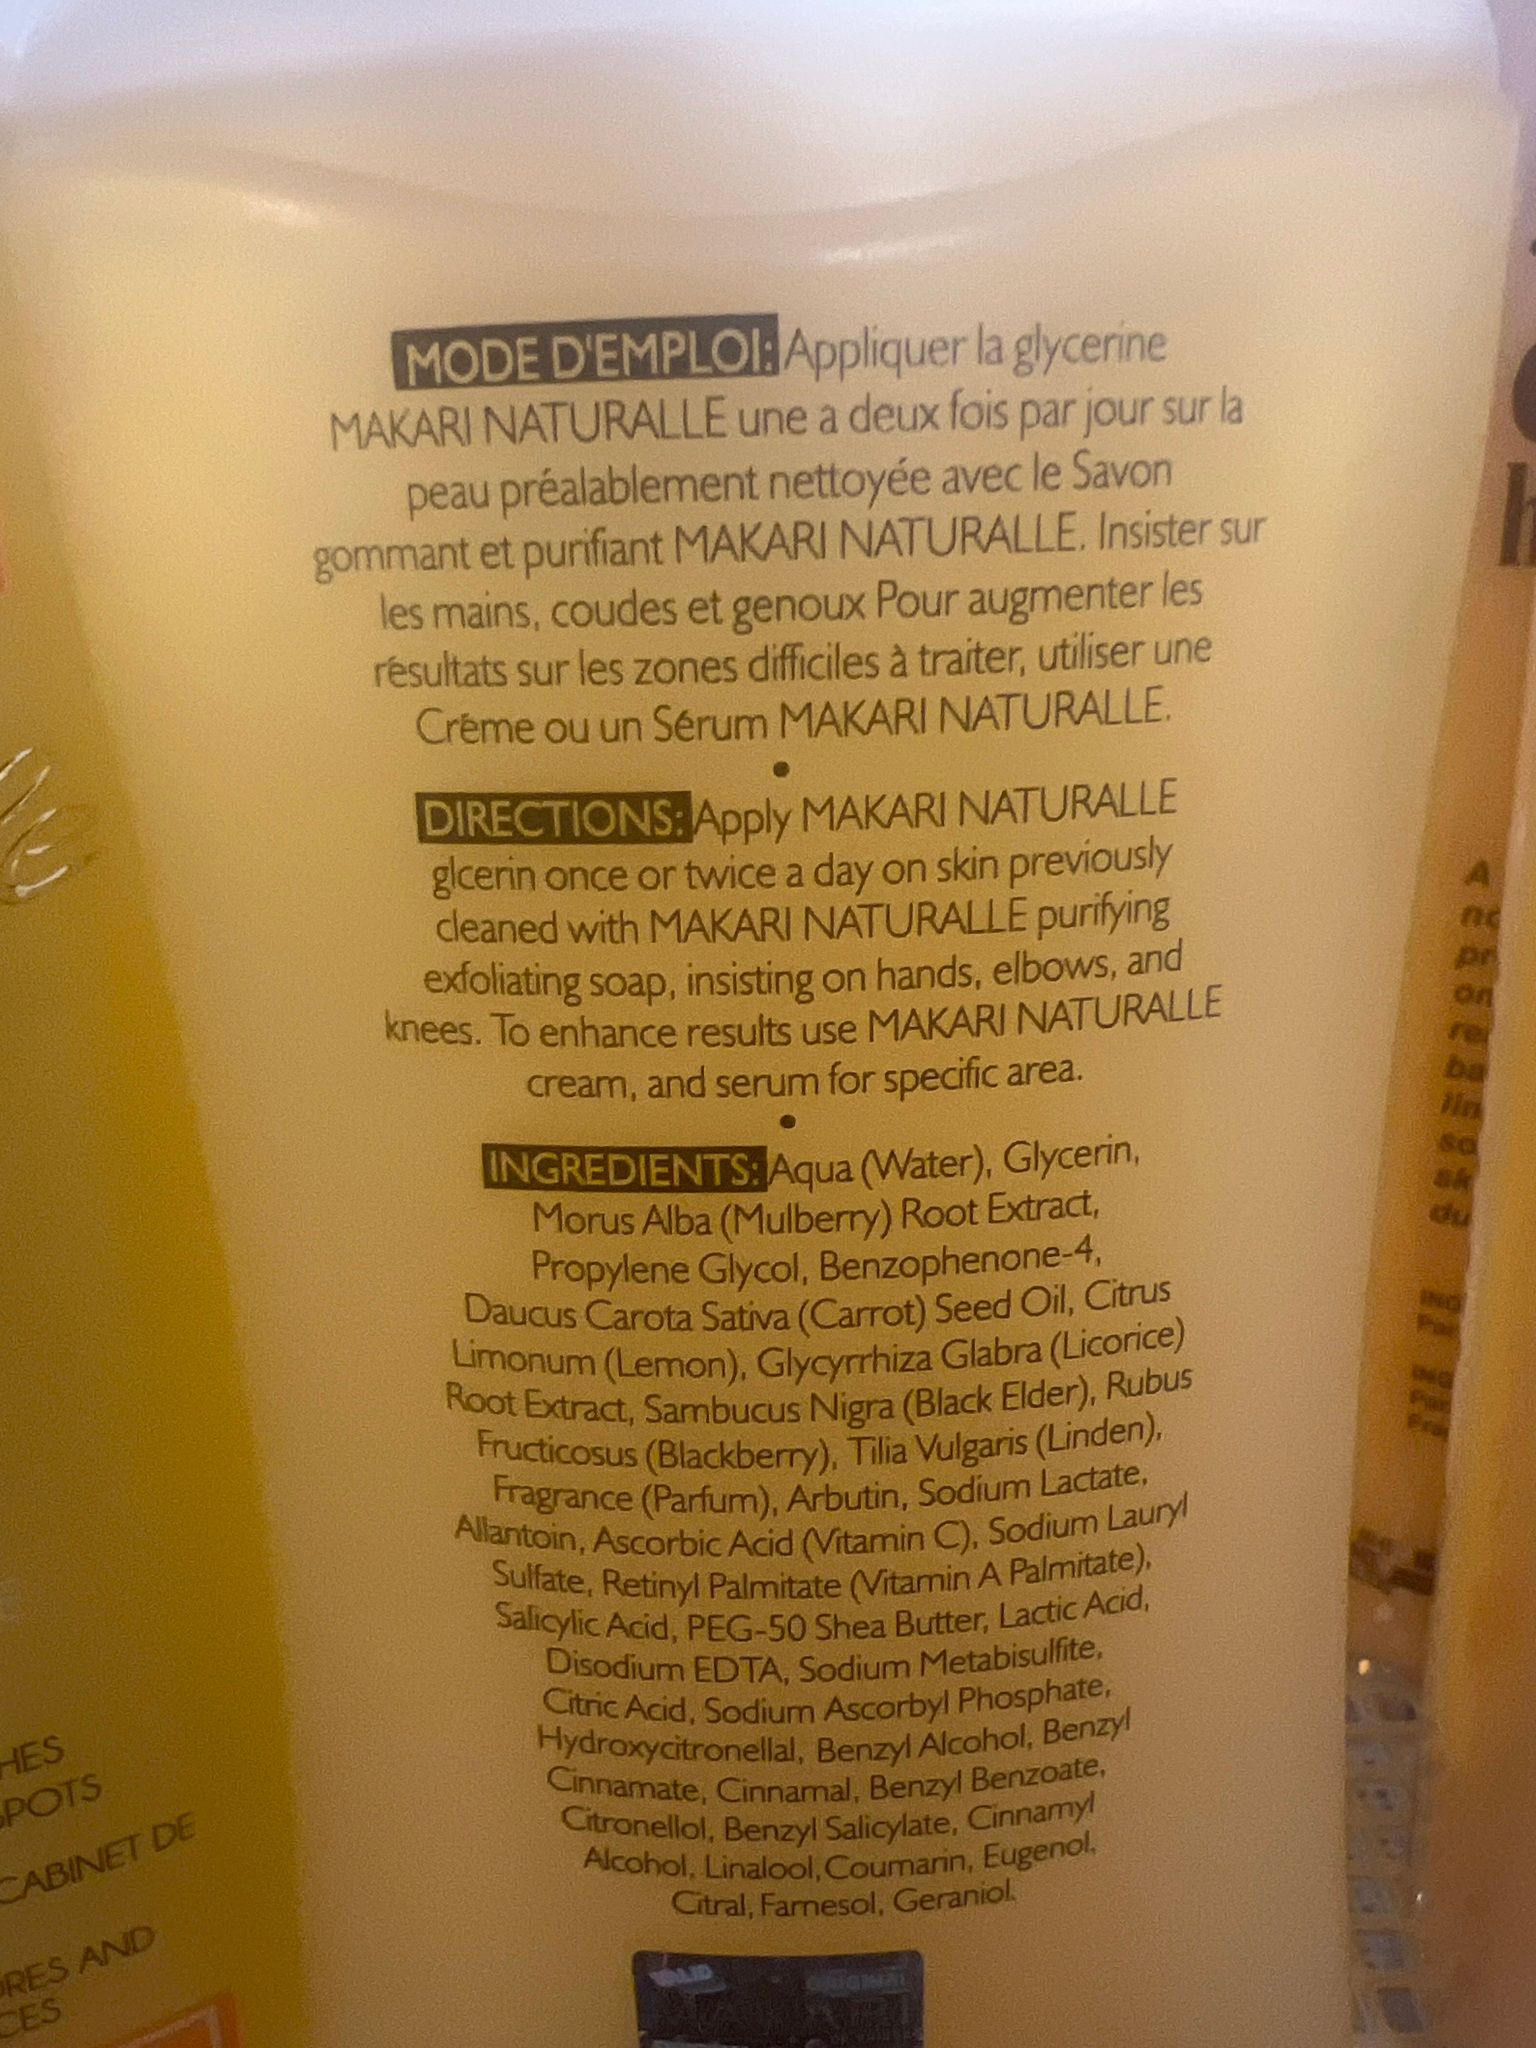 MODE D'EMPLOI: Appliquer la glycerine
MAKARI NATURALLE une a deux fois par jour sur la
peau préalablement nettoyée avec le Savon
gommant et purifiant MAKARI NATURALLE. Insister sur
les mains, coudes et genoux Pour augmenter les
résultats sur les zones difficiles à traiter, utiliser une
Créme ou un Sérum MAKARI NATURALLE.
•
DIRECTIONS: Apply MAKARI NATURALLE
glcerin once or twice a day on skin previously
cleaned with MAKARI NATURALLE purifying
exfoliating soap, insisting on hands, elbows, and
knees. To enhance results use MAKARI NATURALLE
cream, and serum for specific area.
•
INGREDIENTS: Aqua (Water), Glycerin,
Morus Alba (Mulberry) Root Extract,
Propylene Glycol, Benzophenone-4,
Daucus Carota Sativa (Carrot) Seed Oil, Citrus
Limonum (Lemon), Glycyrrhiza Glabra (Licorice)
Root Extract, Sambucus Nigra (Black Elder), Rubus
Fructicosus (Blackberry), Tilia Vulgaris (Linden),
Fragrance (Parfum), Arbutin, Sodium Lactate,
Allantoin, Ascorbic Acid (Vitamin C), Sodium Lauryl
Sulfate, Retinyl Palmitate (Vitamin A Palmitate),
Salicylic Acid, PEG-50 Shea Butter, Lactic Acid,
Disodium EDTA, Sodium Metabisulfite,
Citric Acid, Sodium Ascorbyl Phosphate,
Hydroxycitronellal, Benzyl Alcohol, Benzyl
Cinnamate, Cinnamal, Benzyl Benzoate,
Citronellol, Benzyl Salicylate, Cinnamyl
Alcohol, Linalool, Coumarin, Eugenol,
Citral, Farnesol, Geraniol.
HES
SPOTS
CABINET DE
RES AND
CES